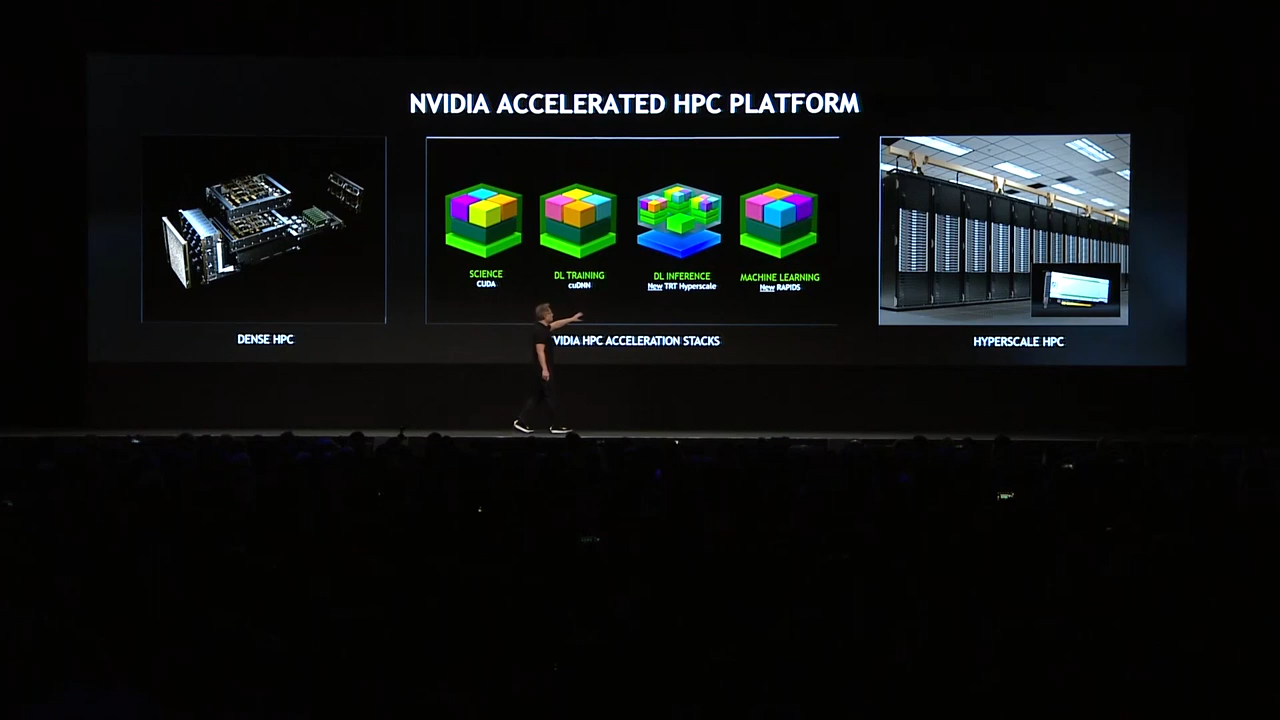 NVIDIA ACCELERATED HPC PLATFORM
SCIENCE
CUDA
DL TRAINING
cuDNN
DL INFERENCE
New TRT Hyperscale
MACHINE LEARNING
New RAPIDS
DENSE HPC
VIDIA HPC ACCELERATION STACKS
HYPERSCALE HPC